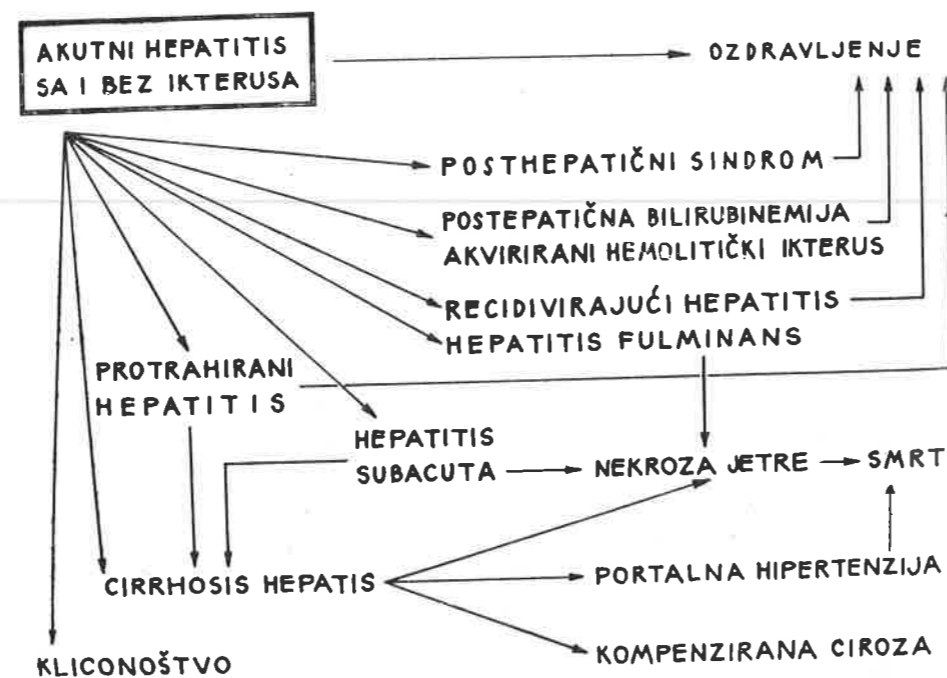 AKUTNI HEPATITIS
SA I BEZ IKTERUSA
OZDRAVLJENJE
POSTHEPATIČNI SINDROM
POSTEPATIČNA BILIRUBINEMIJA
AKVIRIRANI HEMOLITIČKI IKTERUS
RECIDIVIRAJUĆI HEPATITIS
HEPATITIS FULMINANS
PROTRAHIRANI
HEPATITIS
HEPATITIS
SUBACUTA
NEKROZA JETRE
SMRT
CIRRHOSIS HEPATIS
PORTALNA HIPERTENZIJA
KOMPENZIRANA CIROZA
KLICONOŠTVO